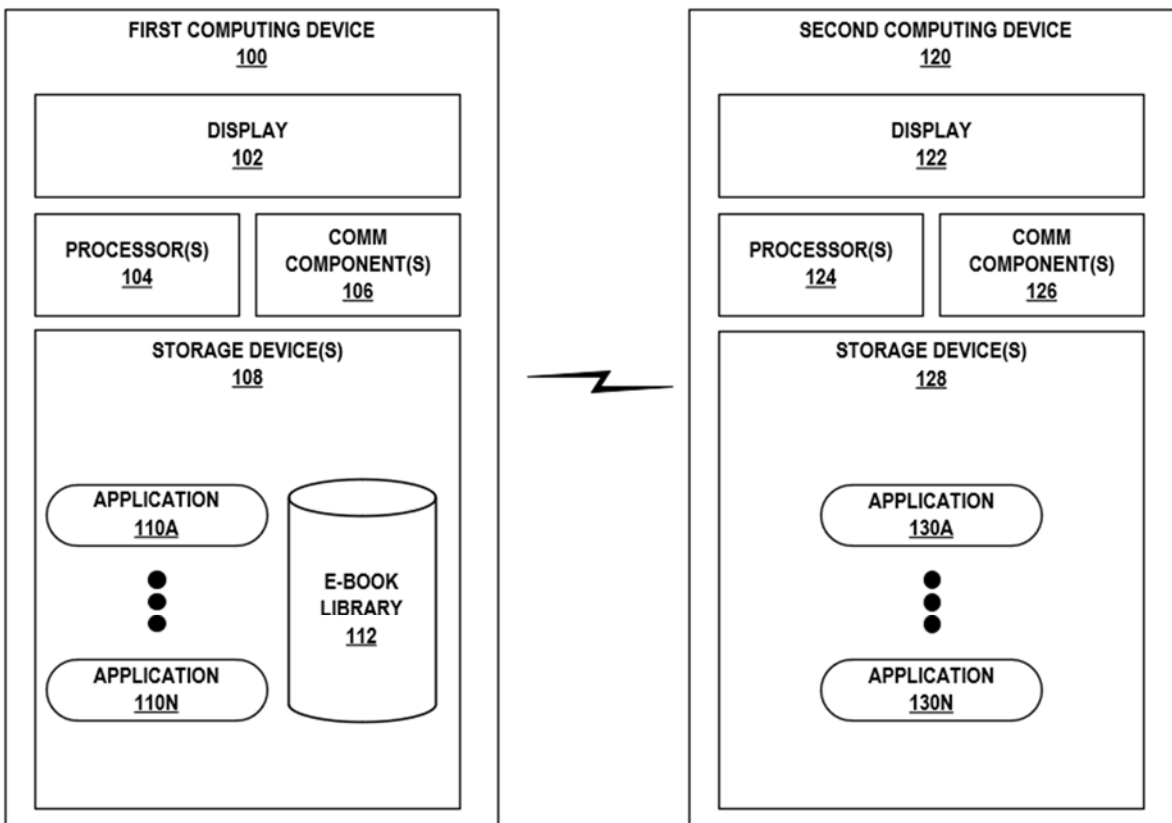 FIRST COMPUTING DEVICE
100
DISPLAY
102
PROCESSOR(S)
104
COMM
COMPONENT(S)
106
STORAGE DEVICE(S)
108
APPLICATION
110A
E-BOOK
LIBRARY
112
APPLICATION
110N
SECOND COMPUTING DEVICE
120
DISPLAY
122
PROCESSOR(S)
124
COMM
COMPONENT(S)
126
STORAGE DEVICE(S)
128
APPLICATION
130A
APPLICATION
130N